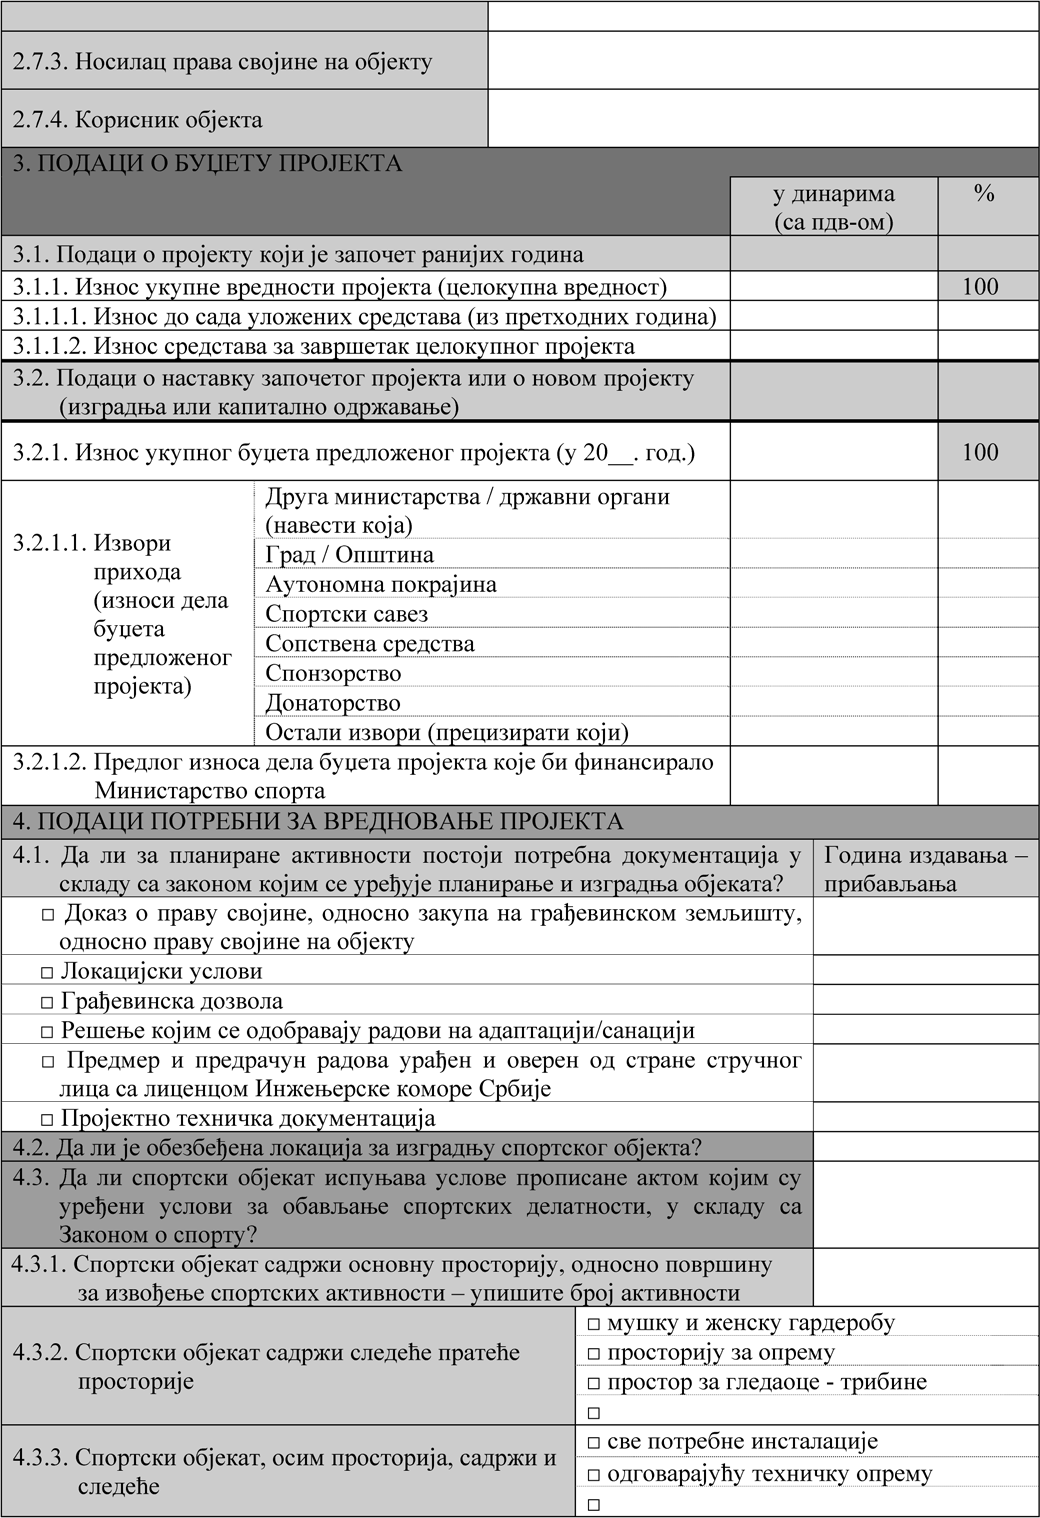 2.7.3. Носилац права својине на објекту
2.7.4. Корисник објекта
3. ПОДАЦИ О БУЏЕТУ ПРОЈЕКТА
у динарима
(са пдв-ом)
%
3.1. Подаци о пројекту који је започет ранијих година
3.1.1. Износ укупне вредности пројекта (целокупна вредност)
100
3.1.1.1. Износ до сада уложених средстава (из претходних година)
3.1.1.2. Износ средстава за завршетак целокупног пројекта
3.2. Подаци о наставку започетог пројекта или о новом пројекту
(изградња или капитално одржавање)
3.2.1. Износ укупног буџета предложеног пројекта (у 20__. год.)
100
3.2.1.1. Извори
прихода
(износи дела
буџета
предложеног
пројекта)
Друга министарства / државни органи
(навести која)
Град / Општина
Аутономна покрајина
Спортски савез
Сопствена средства
Спонзорство
Донаторство
Остали извори (прецизирати који)
3.2.1.2. Предлог износа дела буџета пројекта које би финансирало
Министарство спорта
4. ПОДАЦИ ПОТРЕБНИ ЗА ВРЕДНОВАЊЕ ПРОЈЕКТА
4.1. Да ли за планиране активности постоји потребна документација у
складу са законом којим се уређује планирање и изградња објеката?
Година издавања –
прибављања
□ Доказ о праву својине, односно закупа на грађевинском земљишту,
односно праву својине на објекту
□ Локацијски услови
□ Грађевинска дозвола
□ Решење којим се одобравају радови на адаптацији/санацији
□ Предмер и предрачун радова урађен и оверен од стране стручног
лица са лиценцом Инжењерске коморе Србије
□ Пројектно техничка документација
4.2. Да ли је обезбеђена локација за изградњу спортског објекта?
4.3. Да ли спортски објекат испуњава услове прописане актом којим су
уређени услови за обављање спортских делатности, у складу са
Законом о спорту?
4.3.1. Спортски објекат садржи основну просторију, односно површину
за извођење спортских активности – упишите број активности
4.3.2. Спортски објекат садржи следеће пратеће
просторије
□ мушку и женску гардеробу
□ просторију за опрему
□ простор за гледаоце - трибине
□
4.3.3. Спортски објекат, осим просторија, садржи и
следеће
□ све потребне инсталације
□ одговарајућу техничку опрему
□